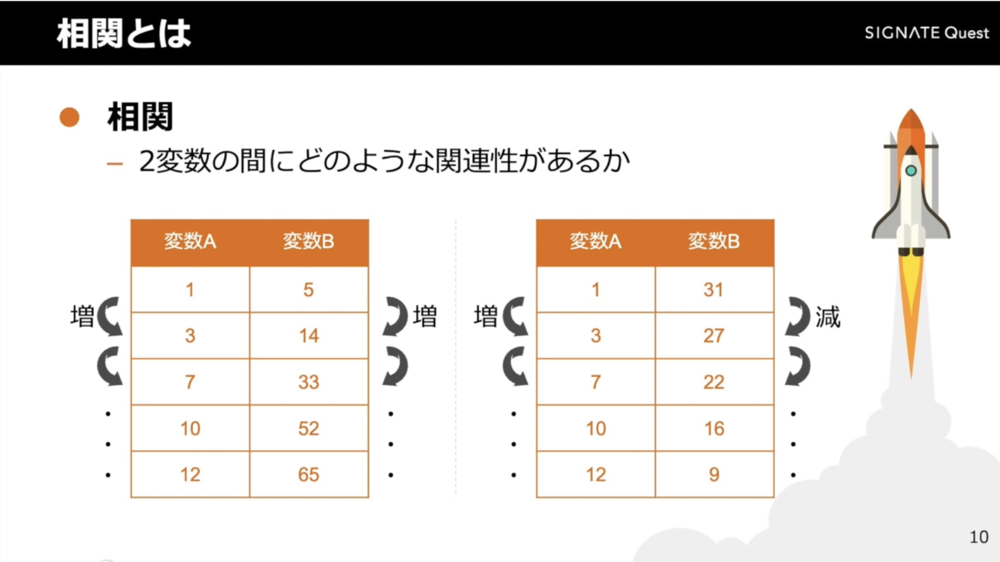 相関とは
SIGNATE Quest
相関
– 2変数の間にどのような関連性があるか
変数A 変数B
1 5
増 増
3 14
7 33
10 52
12 65
変数A 変数B
1 31
増 減
3 27
7 22
10 16
12 9
10